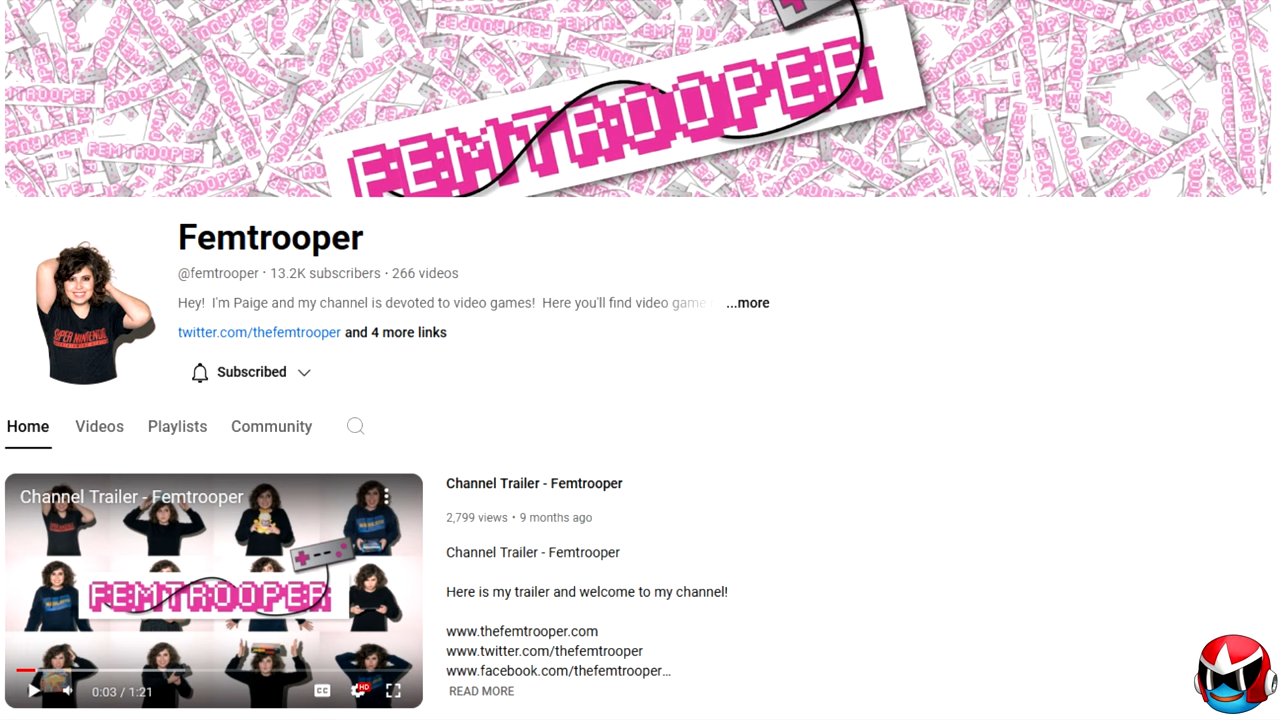 FEMTROOPER
Femtrooper
@femtrooper · 13.2K subscribers · 266 videos
Hey! I'm Paige and my channel is devoted to video games! Here you'll find video game ...more
twitter.com/thefemtrooper and 4 more links
Subscribed
Home Videos Playlists Community
SUPER NINTENDO
Channel Trailer - Femtrooper
FEMTROOPER
0:03 / 1:21 CC HD
Channel Trailer - Femtrooper
2,799 views · 9 months ago
Channel Trailer - Femtrooper
Here is my trailer and welcome to my channel!
www.thefemtrooper.com
www.twitter.com/thefemtrooper
www.facebook.com/thefemtrooper...
READ MORE